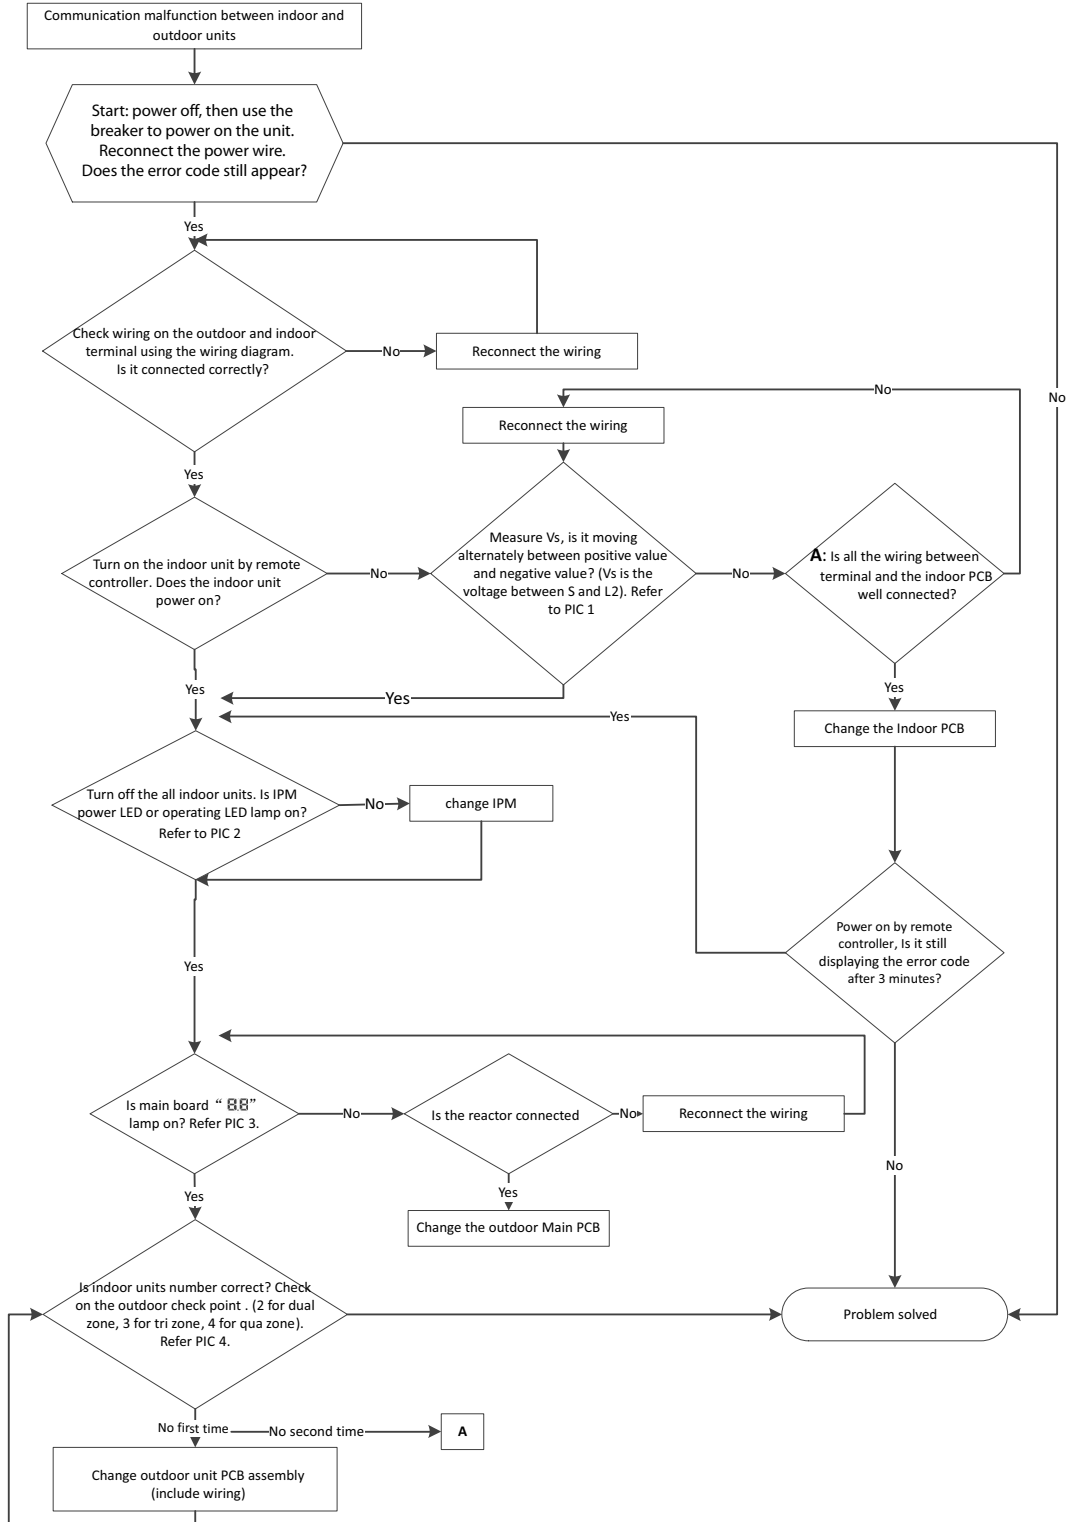 Communication malfunction between indoor and
outdoor units
Start: power off, then use the
breaker to power on the unit.
Reconnect the power wire.
Does the error code still appear?
Yes
Check wiring on the outdoor and indoor
terminal using the wiring diagram.
Is it connected correctly?
No
Reconnect the wiring
No
No
Reconnect the wiring
Yes
Turn on the indoor unit by remote
controller. Does the indoor unit
power on?
No
Measure Vs, is it moving
alternately between positive value
and negative value? (Vs is the
voltage between S and L2). Refer
to PIC 1
No
A: Is all the wiring between
terminal and the indoor PCB
well connected?
Yes
Yes
Yes
Yes
Change the Indoor PCB
Turn off the all indoor units. Is IPM
power LED or operating LED lamp on?
Refer to PIC 2
No
change IPM
Power on by remote
controller, Is it still
displaying the error code
after 3 minutes?
Yes
Is main board “ 8.8”
lamp on? Refer PIC 3.
No
Is the reactor connected
No
Reconnect the wiring
No
Yes
Yes
Change the outdoor Main PCB
Is indoor units number correct? Check
on the outdoor check point . (2 for dual
zone, 3 for tri zone, 4 for qua zone).
Refer PIC 4.
Problem solved
No first time
No second time
A
Change outdoor unit PCB assembly
(include wiring)